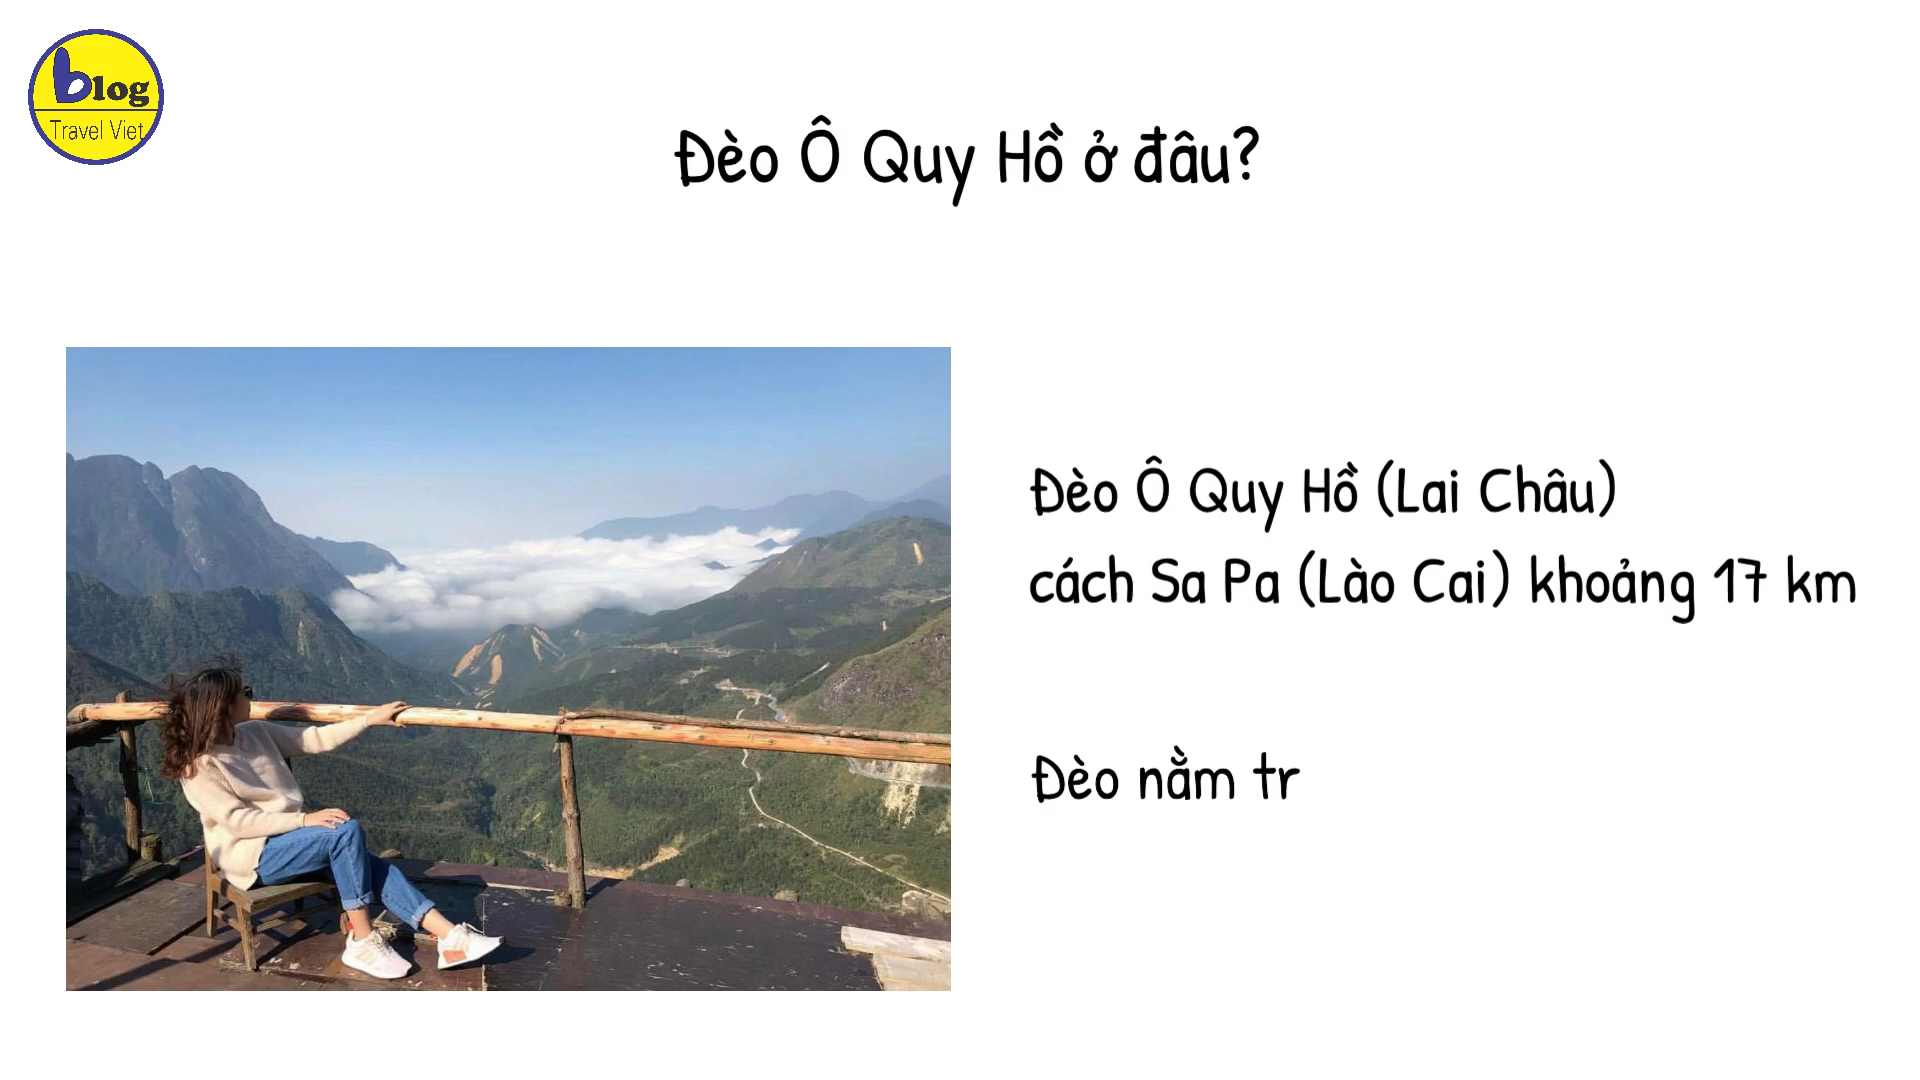 blog
Travel Viet
Đèo Ô Quy Hồ ở đâu?
Đèo Ô Quy Hồ (Lai Châu)
cách Sa Pa (Lào Cai) khoảng 17 km
Đèo nằm tr